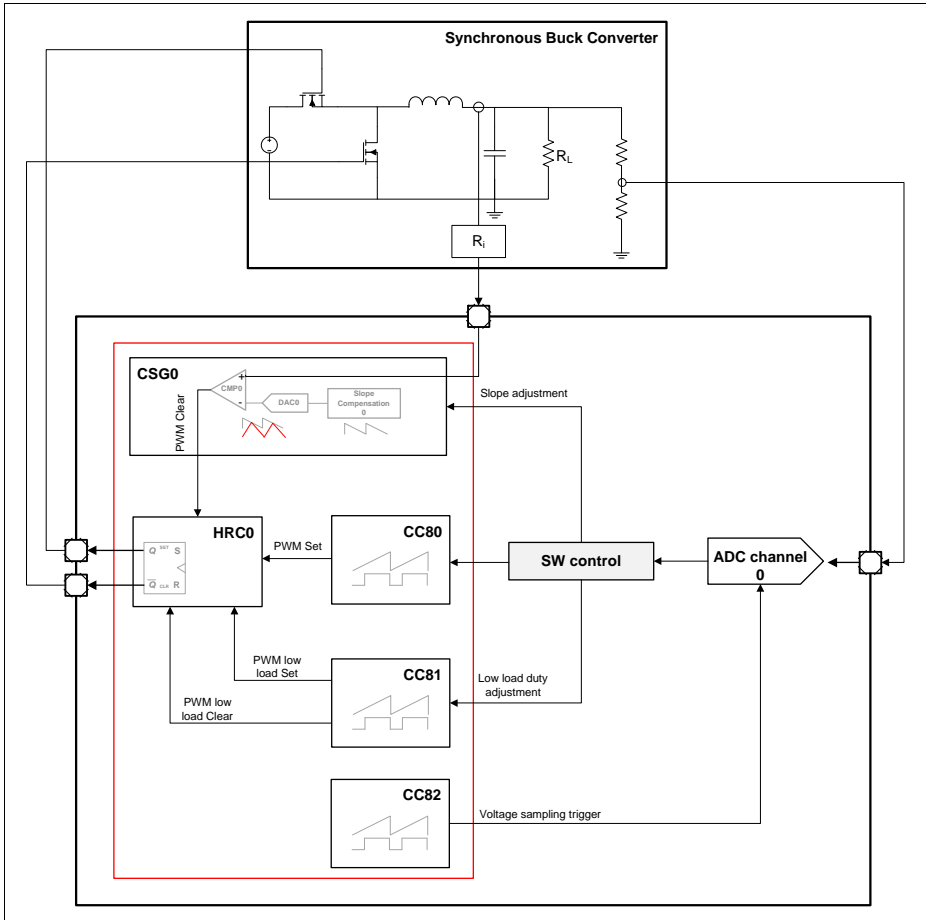 Synchronous Buck Converter
+
-
RL
Ri
CSG0
CMP0
+
-
DAC0
Slope
Compensation
0
Slope adjustment
PWM Clear
HRC0
Q SET S
Q CLR R
PWM Set
CC80
SW control
ADC channel
0
PWM low
load Set
CC81
Low load duty
adjustment
PWM low
load Clear
CC82
Voltage sampling trigger